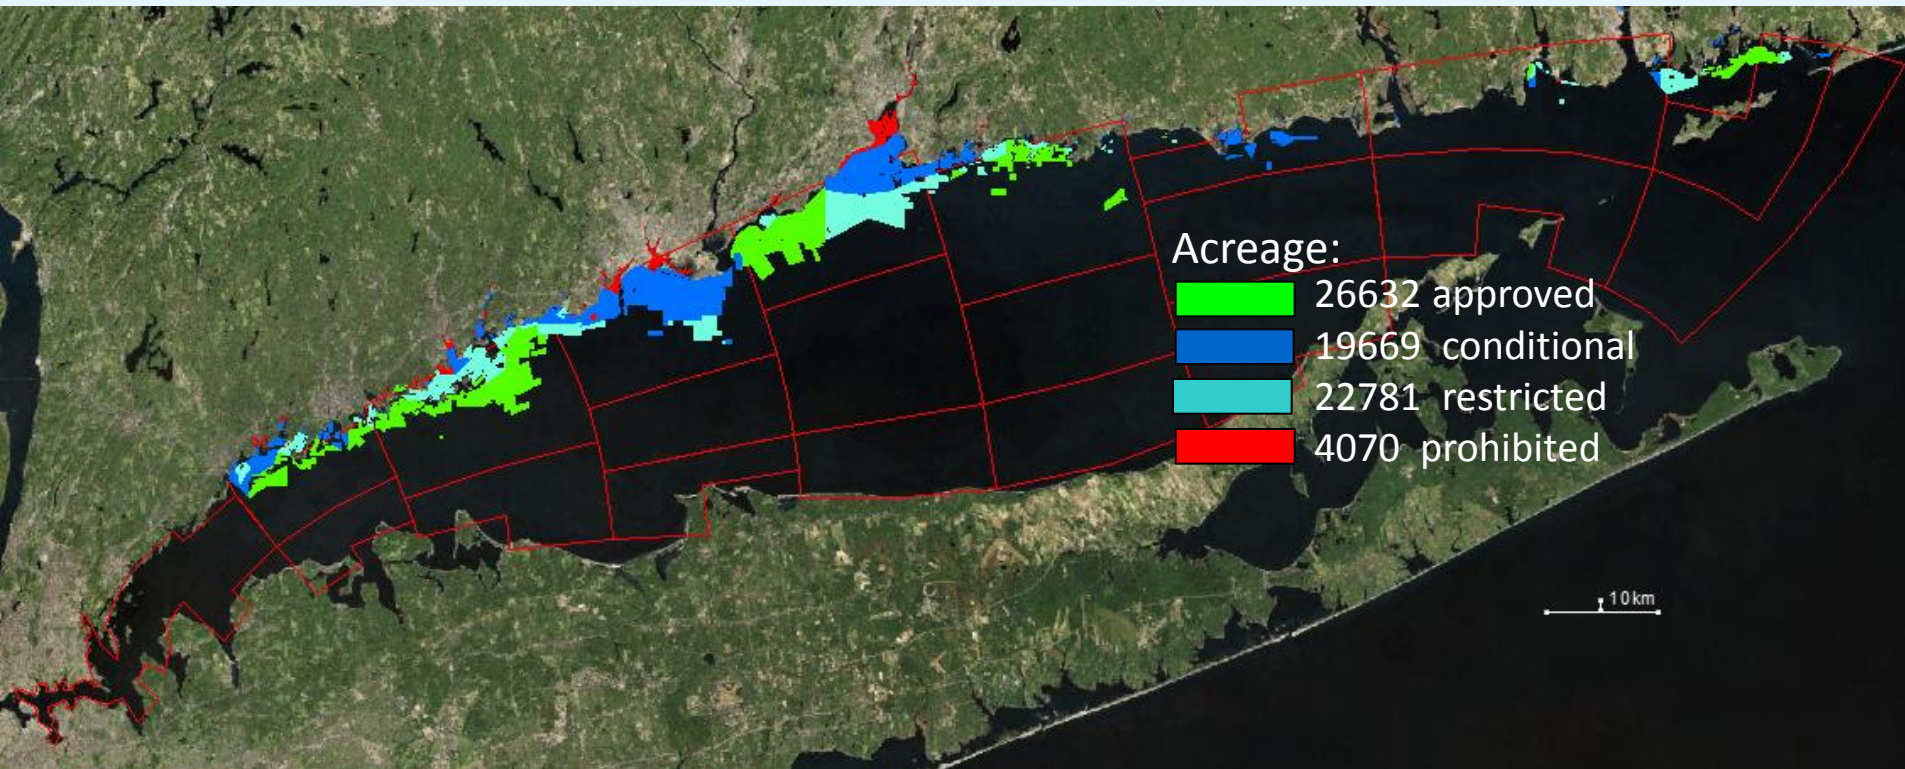 Acreage:
26632 approved
19669 conditional
22781 restricted
4070 prohibited
10km